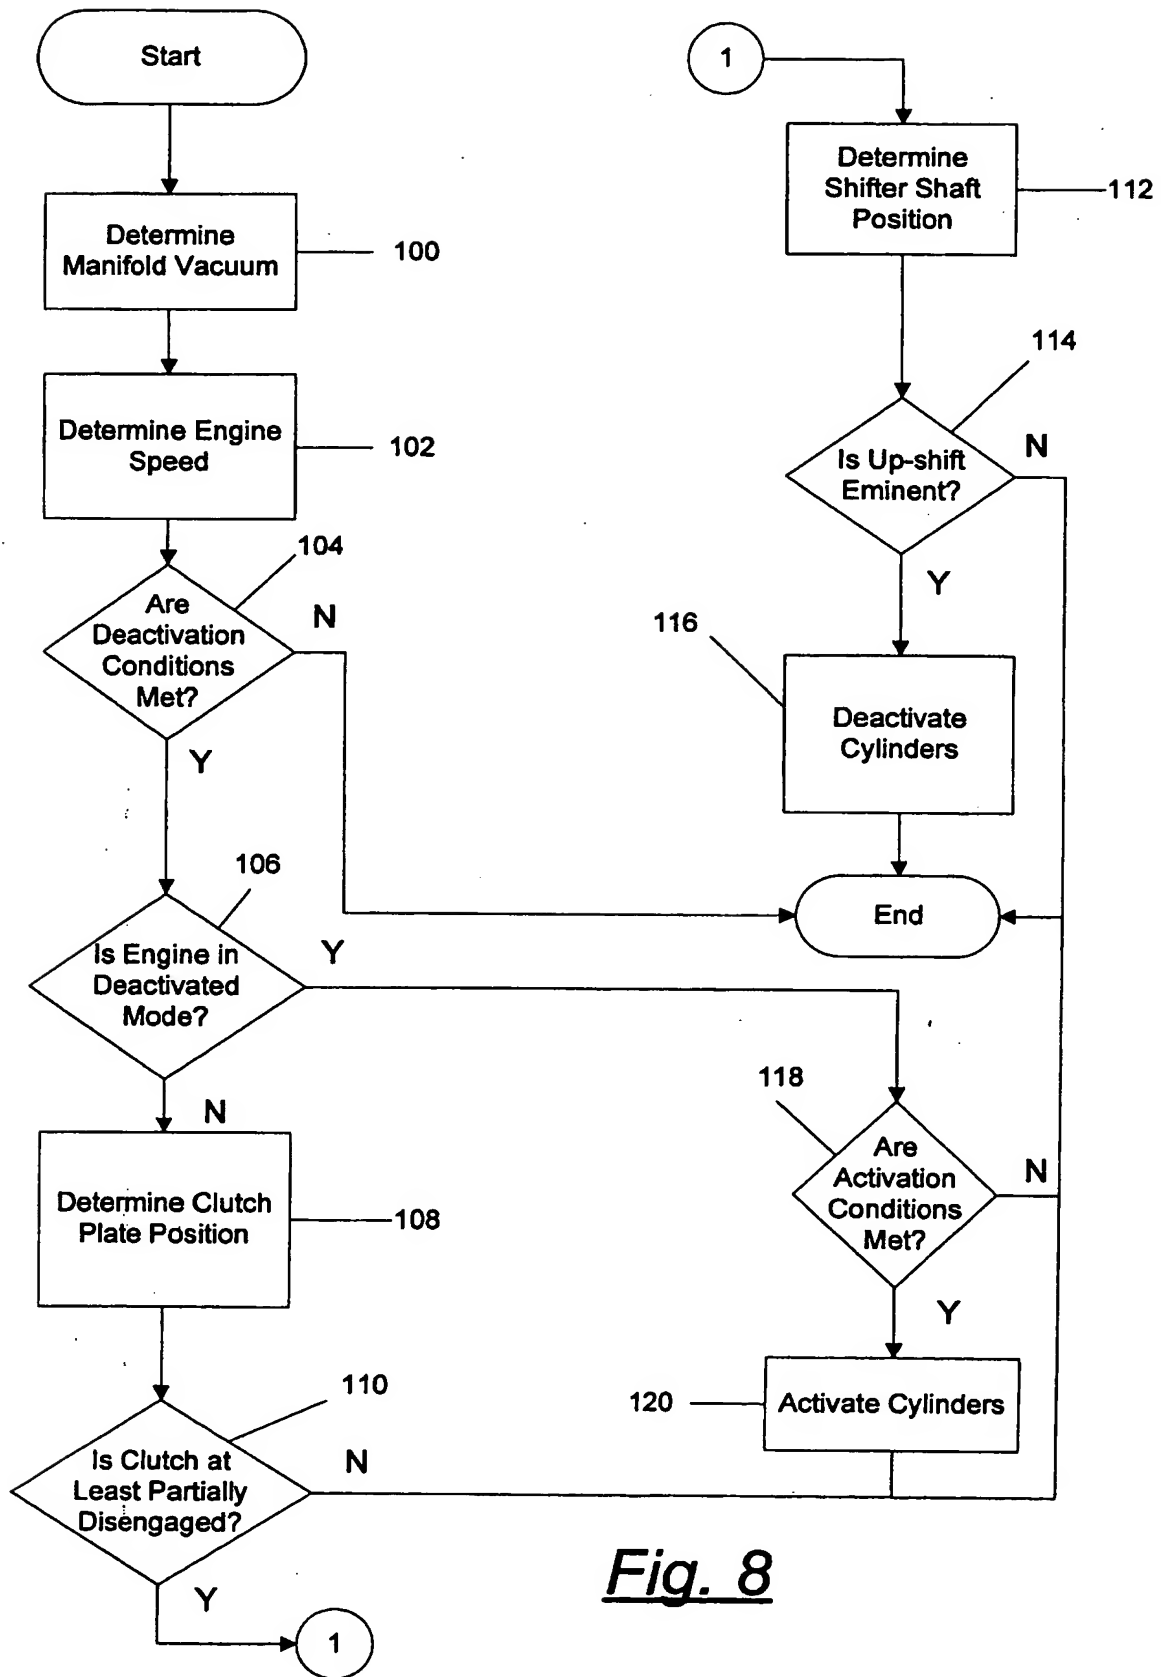 Start
Determine
Manifold Vacuum
100
Determine Engine
Speed
102
104
Are
Deactivation
Conditions
Met?
N
Y
106
Is Engine in
Deactivated
Mode?
Y
N
Determine Clutch
Plate Position
108
110
Is Clutch at
Least Partially
Disengaged?
N
Y
1
1
Determine
Shifter Shaft
Position
112
114
Is Up-shift
Eminent?
N
Y
116
Deactivate
Cylinders
End
118
Are
Activation
Conditions
Met?
N
Y
120
Activate Cylinders
Fig. 8